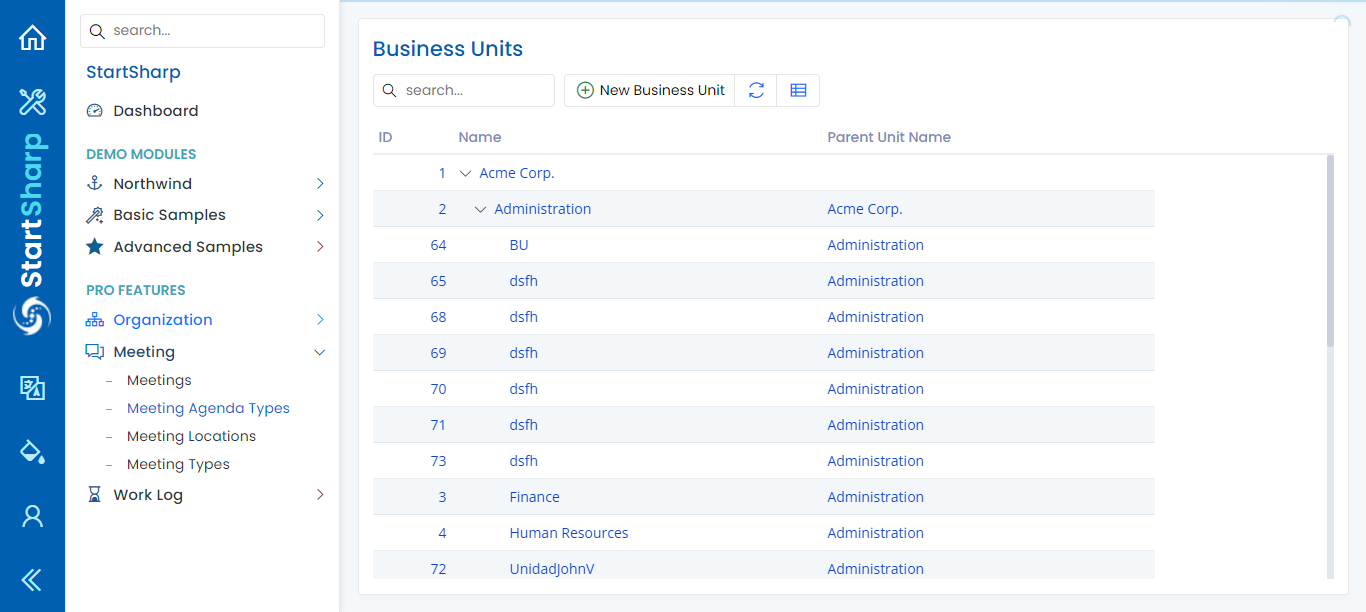 StartSharp
search...
StartSharp
Dashboard
DEMO MODULES
Northwind
Basic Samples
Advanced Samples
PRO FEATURES
Organization
Meeting
– Meetings
– Meeting Agenda Types
– Meeting Locations
– Meeting Types
Work Log
Business Units
search...
New Business Unit
ID Name Parent Unit Name
1 Acme Corp.
2 Administration Acme Corp.
64 BU Administration
65 dsfh Administration
68 dsfh Administration
69 dsfh Administration
70 dsfh Administration
71 dsfh Administration
73 dsfh Administration
3 Finance Administration
4 Human Resources Administration
72 UnidadJohnV Administration